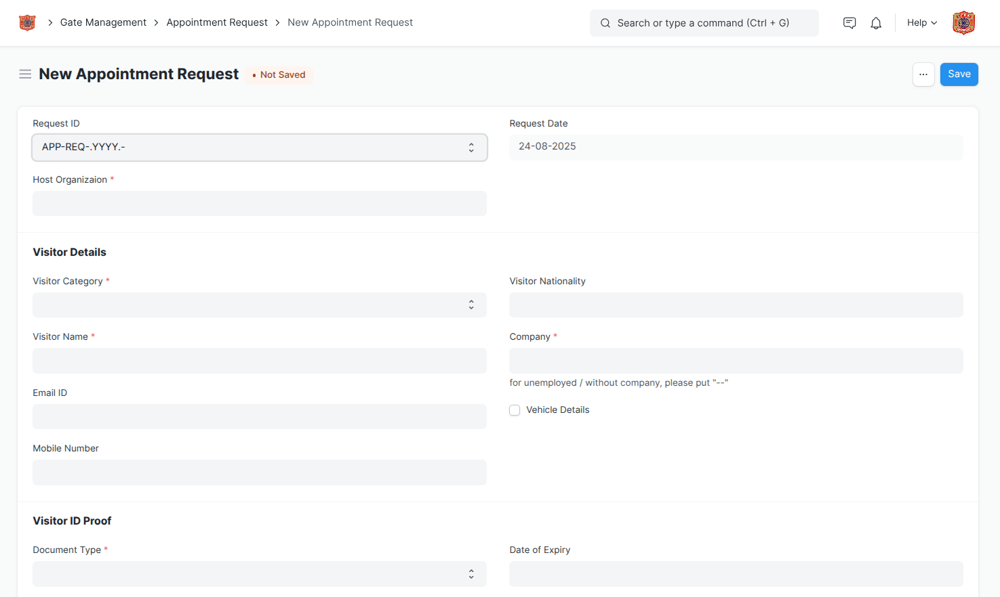 Gate Management
Appointment Request
New Appointment Request
Search or type a command (Ctrl + G)
Help
New Appointment Request
Not Saved
...
Save
Request ID
Request Date
APP-REQ-.YYYY.-
24-08-2025
Host Organizaion *
Visitor Details
Visitor Category *
Visitor Nationality
Visitor Name *
Company *
for unemployed / without company, please put "--"
Email ID
Vehicle Details
Mobile Number
Visitor ID Proof
Document Type *
Date of Expiry